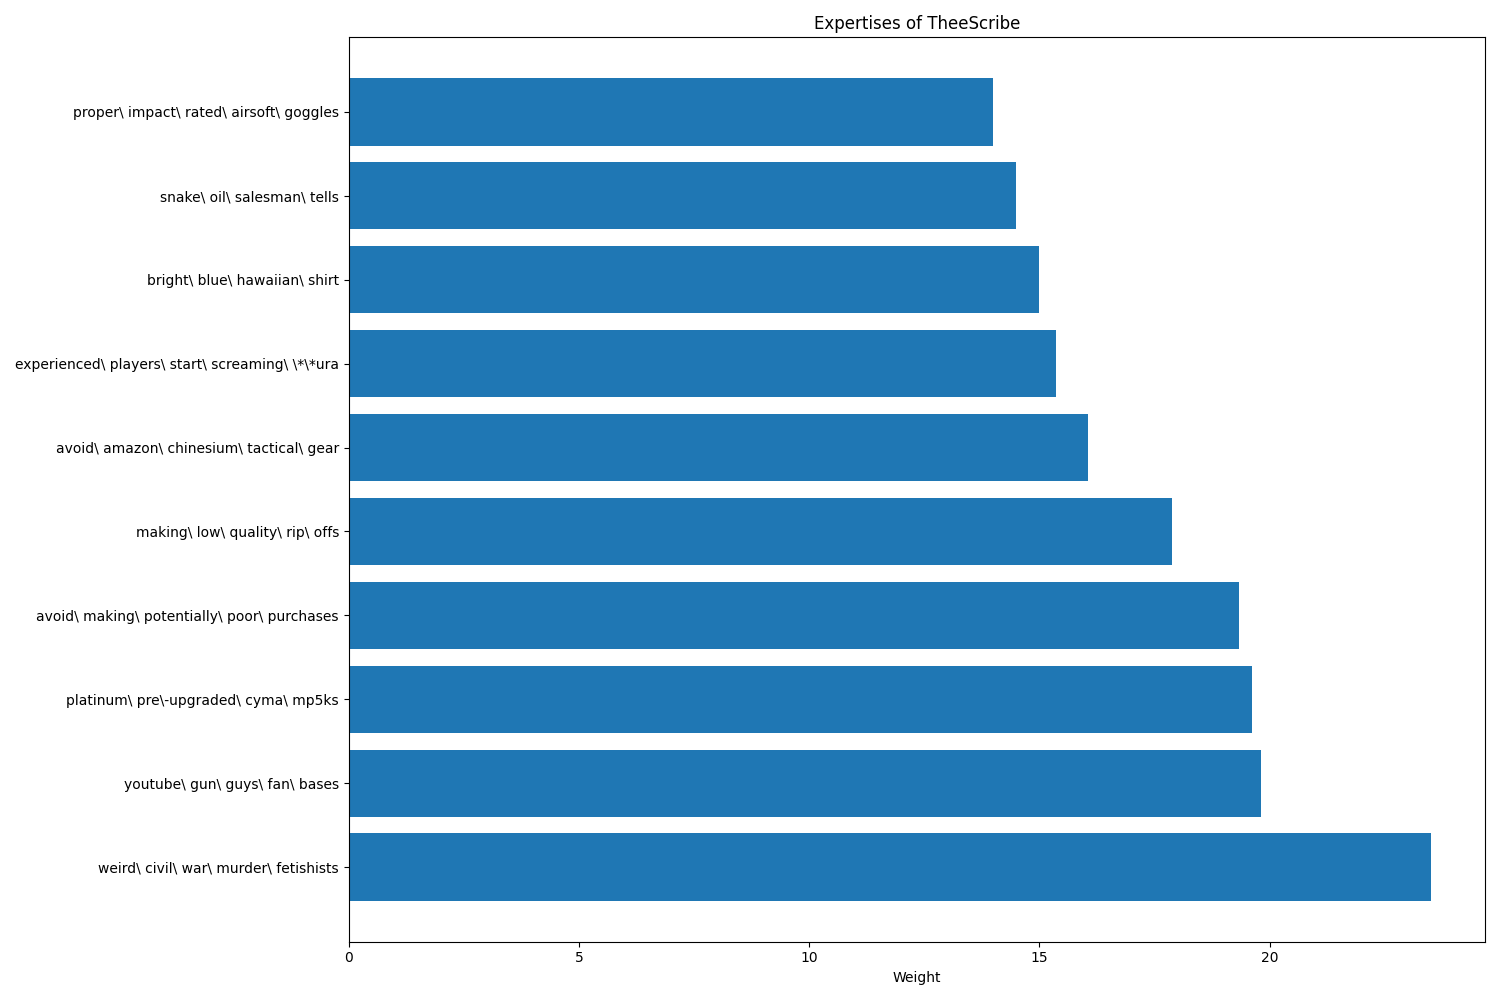 Expertises of TheeScribe
proper\ impact\ rated\ airsoft\ goggles
snake\ oil\ salesman\ tells
bright\ blue\ hawaiian\ shirt
experienced\ players\ start\ screaming\ \*\*ura
avoid\ amazon\ chinesium\ tactical\ gear
making\ low\ quality\ rip\ offs
avoid\ making\ potentially\ poor\ purchases
platinum\ pre\-upgraded\ cyma\ mp5ks
youtube\ gun\ guys\ fan\ bases
weird\ civil\ war\ murder\ fetishists
0 5 10 15 20
Weight